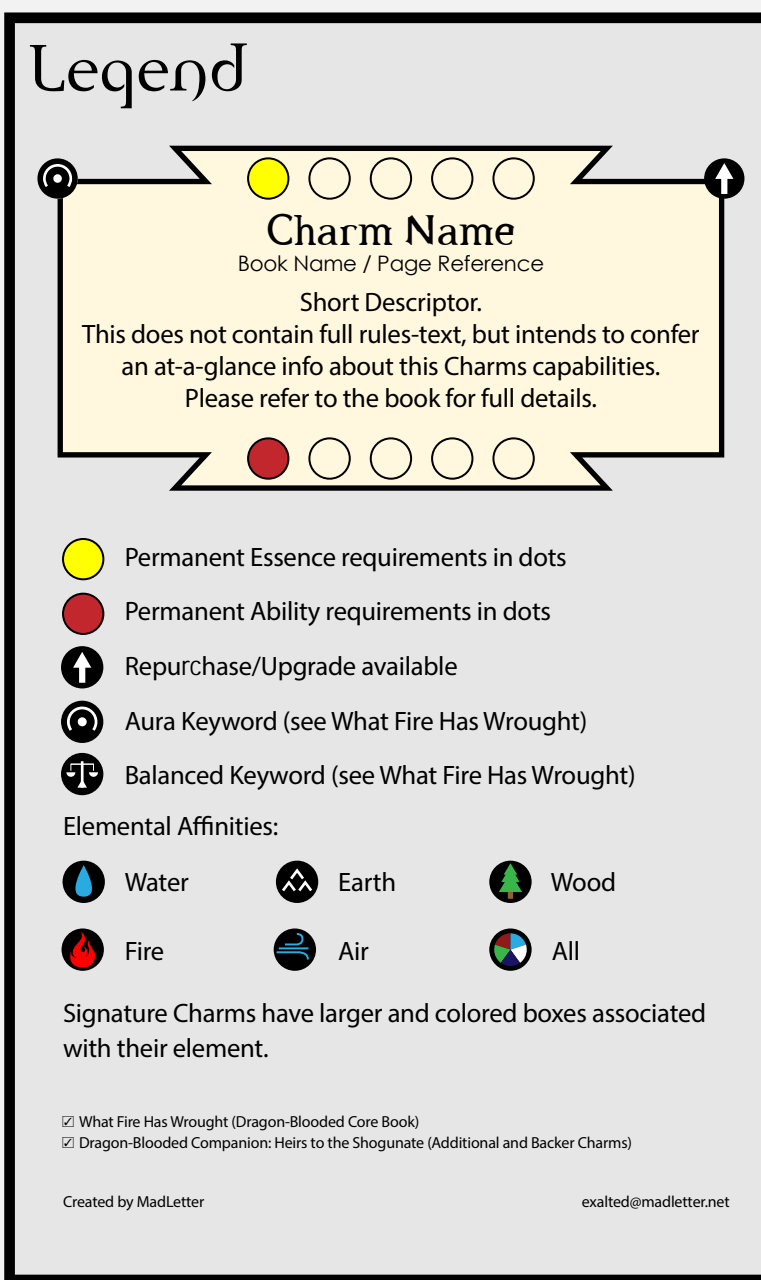 Legend
Charm Name
Book Name / Page Reference
Short Descriptor.
This does not contain full rules-text, but intends to confer
an at-a-glance info about this Charms capabilities.
Please refer to the book for full details.
Permanent Essence requirements in dots
Permanent Ability requirements in dots
Repurchase/Upgrade available
Aura Keyword (see What Fire Has Wrought)
Balanced Keyword (see What Fire Has Wrought)
Elemental Affinities:
Water Earth Wood
Fire Air All
Signature Charms have larger and colored boxes associated
with their element.
☑ What Fire Has Wrought (Dragon-Blooded Core Book)
☑ Dragon-Blooded Companion: Heirs to the Shogunate (Additional and Backer Charms)
Created by MadLetter exalted@madletter.net